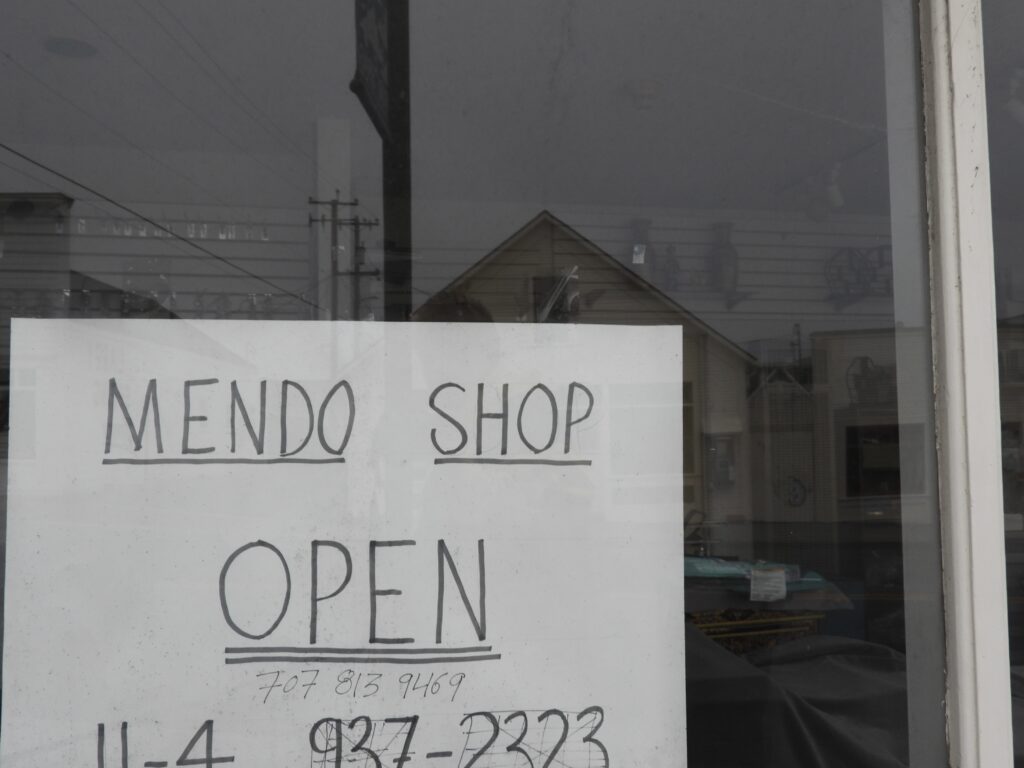 MENDO SHOP
OPEN
707 813 9469
11-4 937-2323